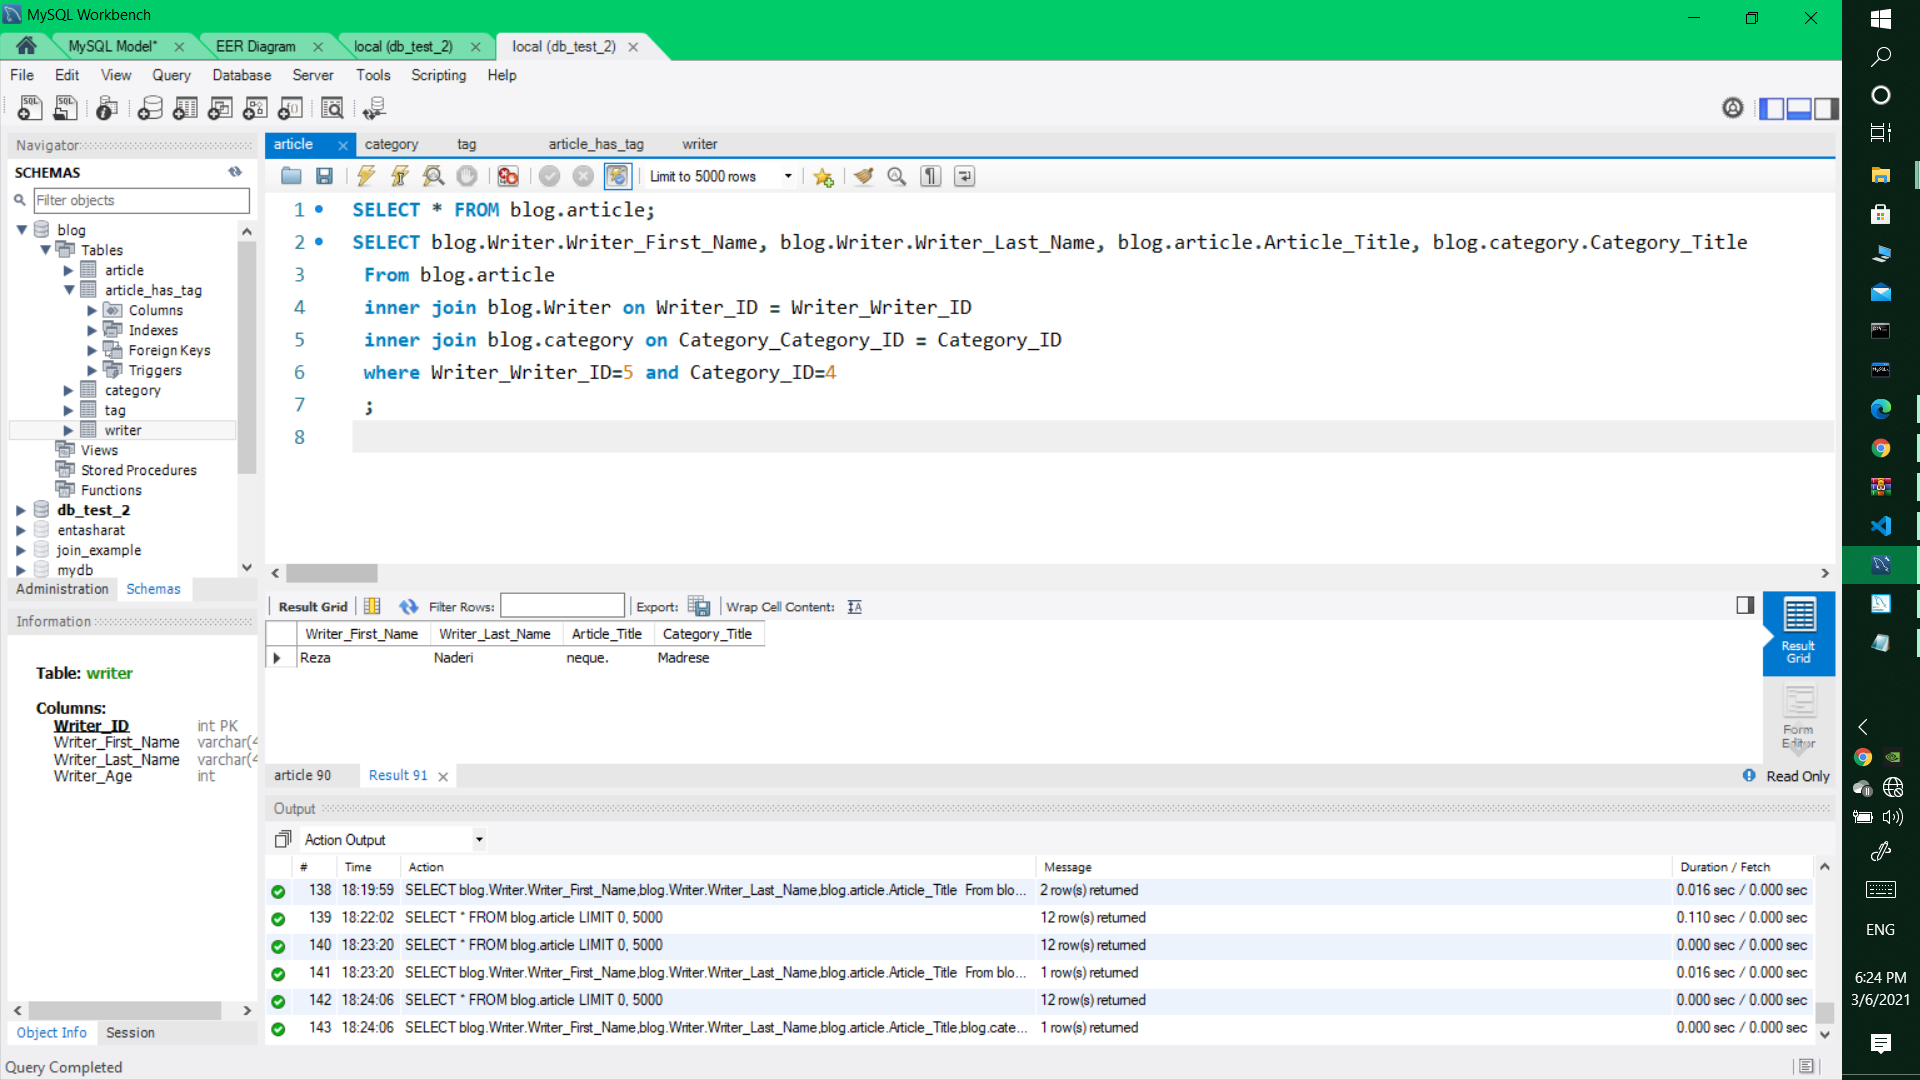 MySQL Workbench
MySQL Model*
EER Diagram
local (db_test_2)
local (db_test_2)
File Edit View Query Database Server Tools Scripting Help
Navigator
SCHEMAS
Filter objects
blog
Tables
article
article_has_tag
Columns
Indexes
Foreign Keys
Triggers
category
tag
writer
Views
Stored Procedures
Functions
db_test_2
entasharat
join_example
mydb
Administration Schemas
Information
Table: writer
Columns:
Writer_ID int PK
Writer_First_Name varchar(4
Writer_Last_Name varchar(4
Writer_Age int
Object Info Session
Query Completed
article category tag article_has_tag writer
Limit to 5000 rows
1 SELECT * FROM blog.article;
2 SELECT blog.Writer.Writer_First_Name, blog.Writer.Writer_Last_Name, blog.article.Article_Title, blog.category.Category_Title
3 From blog.article
4 inner join blog.Writer on Writer_ID = Writer_Writer_ID
5 inner join blog.category on Category_Category_ID = Category_ID
6 where Writer_Writer_ID=5 and Category_ID=4
7 ;
8
Result Grid Filter Rows: Export: Wrap Cell Content:
Writer_First_Name Writer_Last_Name Article_Title Category_Title
Reza Naderi neque. Madrese
Result
Grid
Form
Editor
article 90 Result 91 Read Only
Output
Action Output
# Time Action Message Duration / Fetch
138 18:19:59 SELECT blog.Writer.Writer_First_Name,blog.Writer.Writer_Last_Name,blog.article.Article_Title From blo... 2 row(s) returned 0.016 sec / 0.000 sec
139 18:22:02 SELECT * FROM blog.article LIMIT 0, 5000 12 row(s) returned 0.110 sec / 0.000 sec
140 18:23:20 SELECT * FROM blog.article LIMIT 0, 5000 12 row(s) returned 0.000 sec / 0.000 sec
141 18:23:20 SELECT blog.Writer.Writer_First_Name,blog.Writer.Writer_Last_Name,blog.article.Article_Title From blo... 1 row(s) returned 0.016 sec / 0.000 sec
142 18:24:06 SELECT * FROM blog.article LIMIT 0, 5000 12 row(s) returned 0.000 sec / 0.000 sec
143 18:24:06 SELECT blog.Writer.Writer_First_Name,blog.Writer.Writer_Last_Name,blog.article.Article_Title,blog.cate... 1 row(s) returned 0.000 sec / 0.000 sec
ENG
6:24 PM
3/6/2021